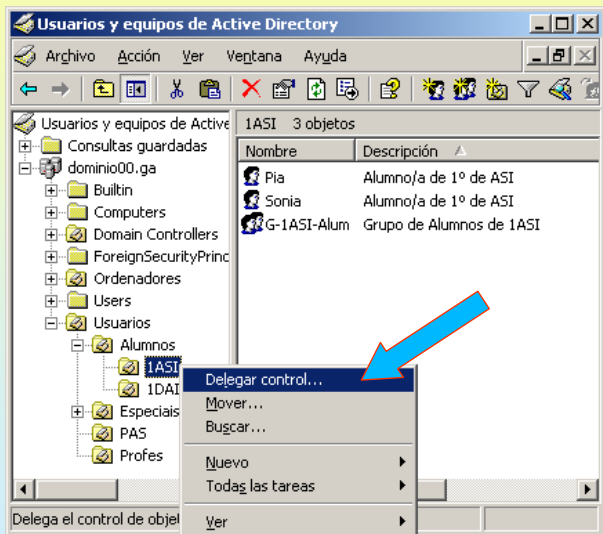 Usuarios y equipos de Active Directory
Archivo Acción Ver Ventana Ayuda
Usuarios y equipos de Active
1ASI 3 objetos
Consultas guardadas
Nombre Descripción
dominio00.ga
Pia Alumno/a de 1º de ASI
Builtin
Sonia Alumno/a de 1º de ASI
Computers
G-1ASI-Alum Grupo de Alumnos de 1ASI
Domain Controllers
ForeignSecurityPrinc
Ordenadores
Users
Usuarios
Alumnos
1ASI
Delegar control...
1DAI
Mover...
Especiais
Buscar...
PAS
Profes
Nuevo
Todas las tareas
Delega el control de obje
Ver